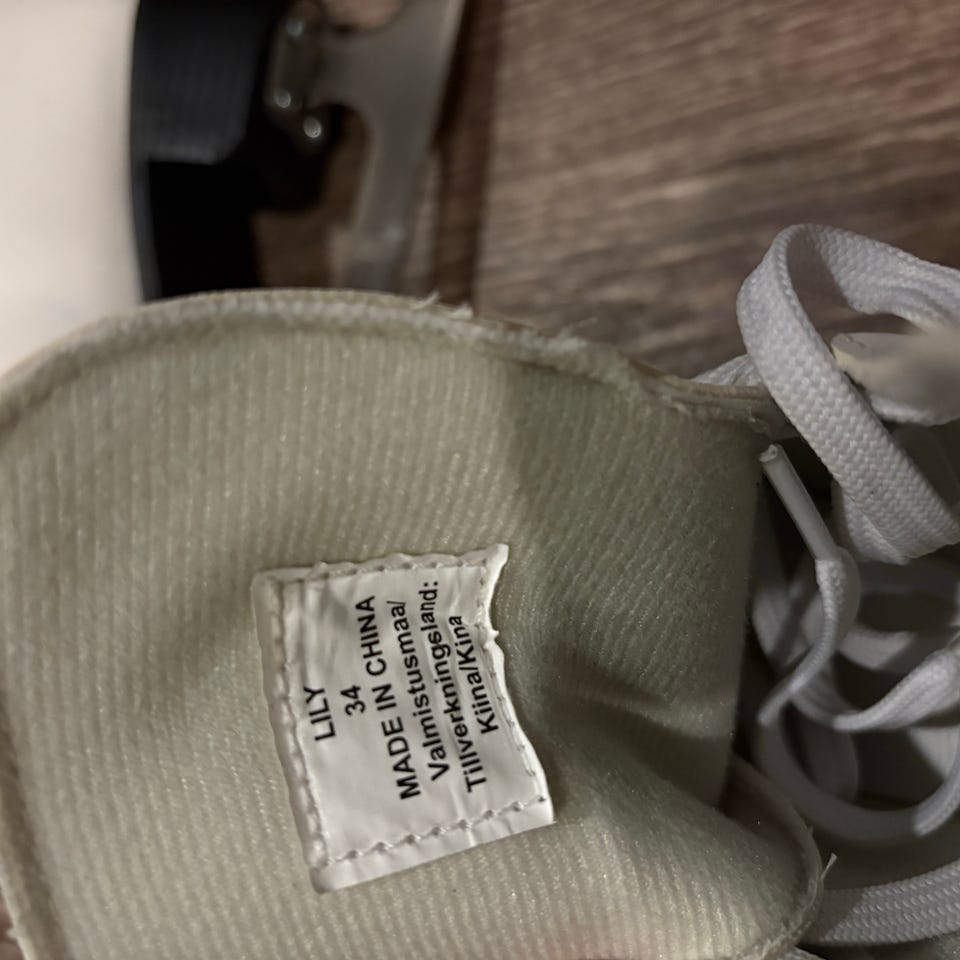 LILY
34
MADE IN CHINA
Valmistusmaa/
Tillverkningsland:
Kiina/Kina